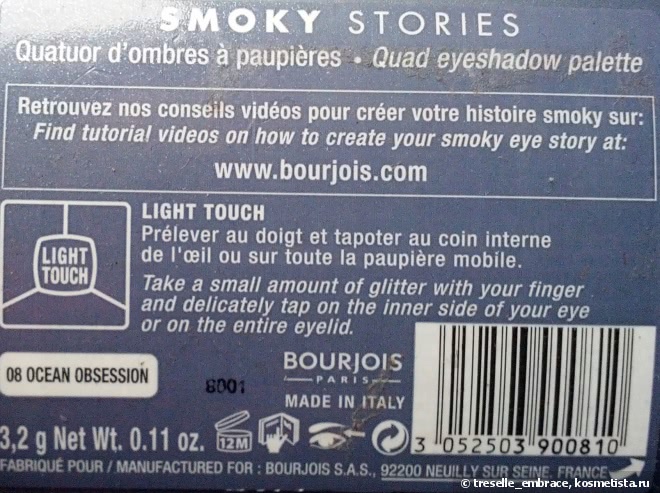 SMOKY STORIES
Quatuor d'ombres à paupières • Quad eyeshadow palette
Retrouvez nos conseils vidéos pour créer votre histoire smoky sur:
Find tutorial videos on how to create your smoky eye story at:
www.bourjois.com
LIGHT TOUCH
LIGHT TOUCH
Prélever au doigt et tapoter au coin interne
de l'œil ou sur toute la paupière mobile.
Take a small amount of glitter with your finger
and delicately tap on the inner side of your eye
or on the entire eyelid.
08 OCEAN OBSESSION
6001
BOURJOIS
PARIS
MADE IN ITALY
3,2 g Net Wt. 0.11 oz.
12M
3 052503 900810
FABRIQUÉ POUR / MANUFACTURED FOR : BOURJOIS S.A.S., 92200 NEUILLY SUR SEINE. FRANCE
© treselle_embrace, kosmetista.ru